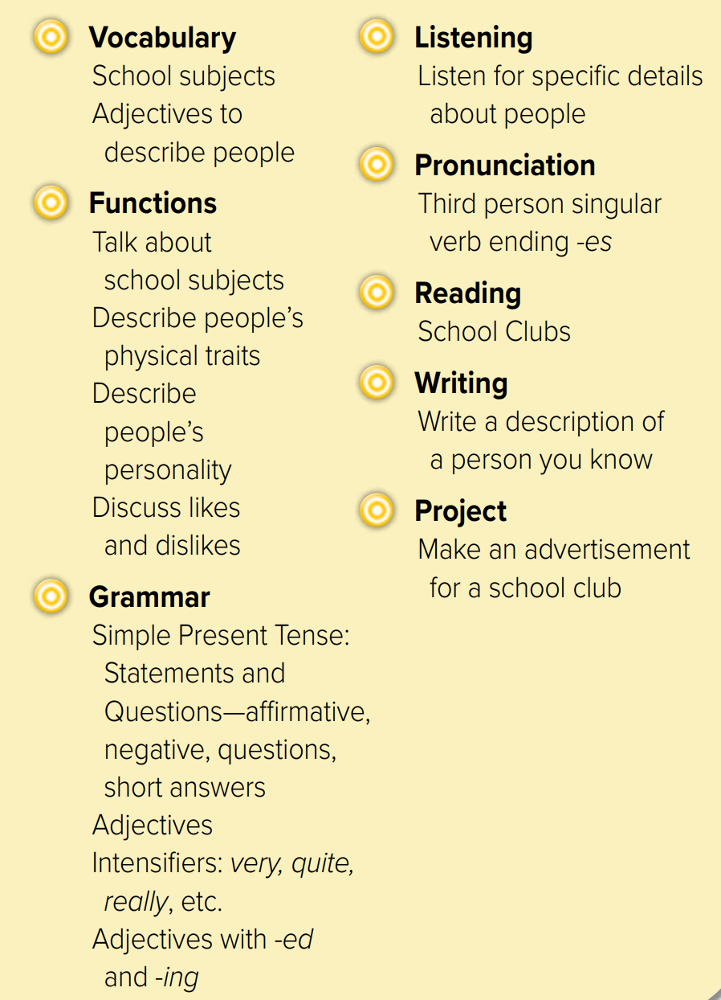 Vocabulary
School subjects
Adjectives to
describe people
Functions
Talk about
school subjects
Describe people’s
physical traits
Describe
people’s
personality
Discuss likes
and dislikes
Grammar
Simple Present Tense:
Statements and
Questions—affirmative,
negative, questions,
short answers
Adjectives
Intensifiers: very, quite,
really, etc.
Adjectives with -ed
and -ing
Listening
Listen for specific details
about people
Pronunciation
Third person singular
verb ending -es
Reading
School Clubs
Writing
Write a description of
a person you know
Project
Make an advertisement
for a school club